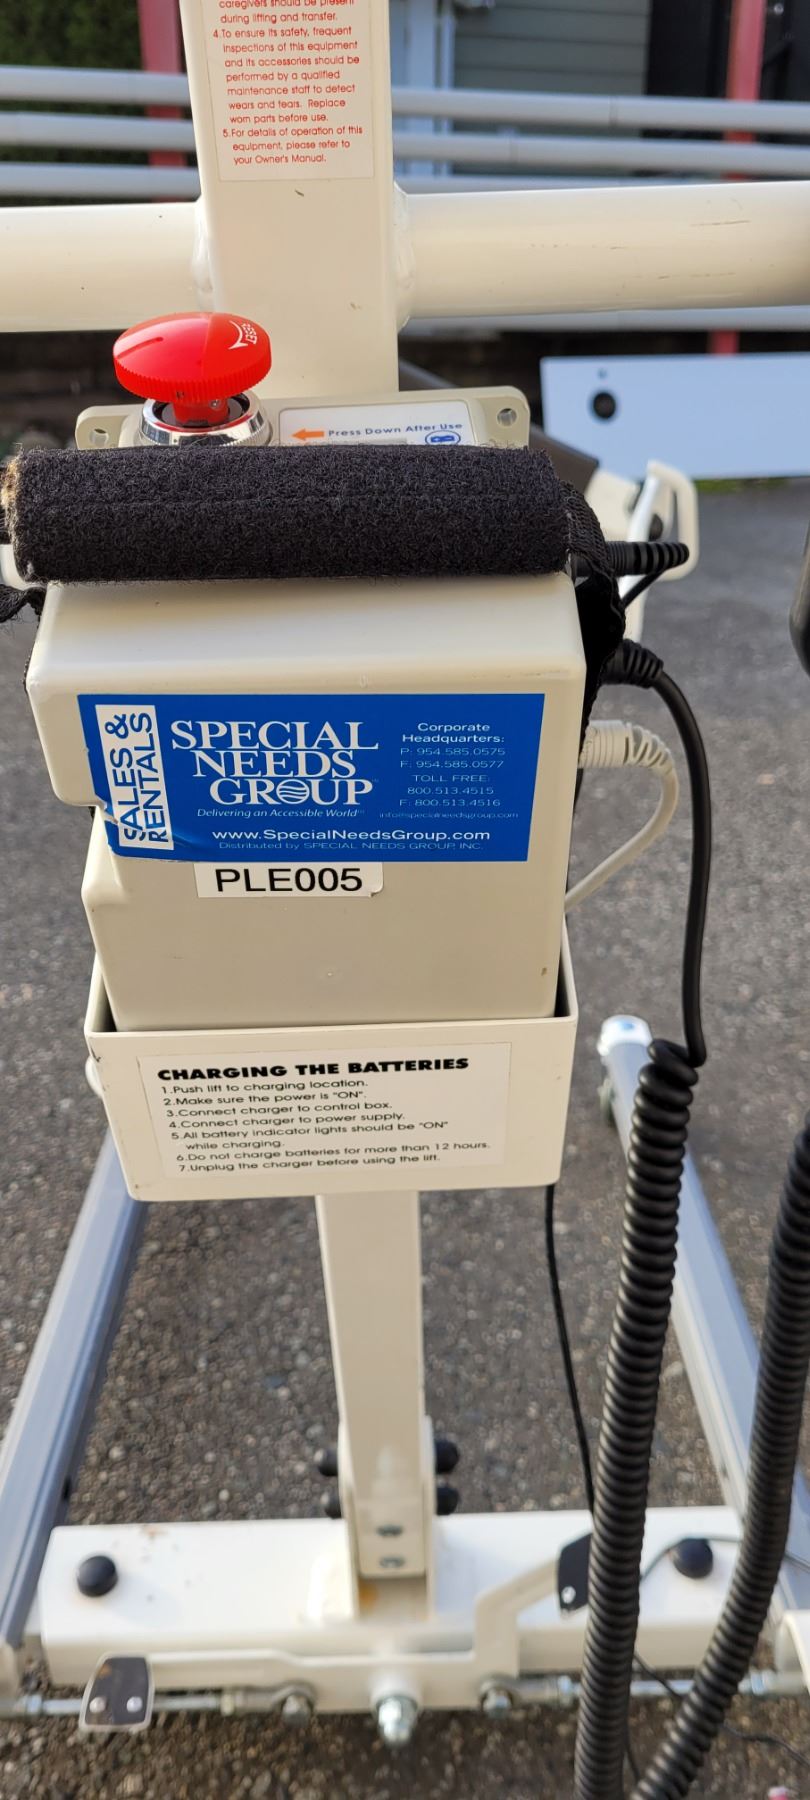 caregivers should be present
during lifting and transfer.
4.To ensure its safety, frequent
inspections of this equipment
and its accessories should be
performed by a qualified
maintenance staff to detect
wears and tears. Replace
worn parts before use.
5.For details of operation of this
equipment, please refer to
your Owner's Manual.
RESET
Press Down After Use
SALES &
RENTALS
SPECIAL
NEEDS
GROUP
Delivering an Accessible World
Corporate
Headquarters:
P: 954.585.0575
F: 954.585.0577
TOLL FREE:
800.513.4515
F: 800.513.4516
info@specialneedsgroup.com
www.SpecialNeedsGroup.com
Distributed by SPECIAL NEEDS GROUP, INC.
PLE005
CHARGING THE BATTERIES
1.Push lift to charging location.
2.Make sure the power is "ON".
3.Connect charger to control box.
4.Connect charger to power supply.
5.All battery indicator lights should be "ON"
while charging.
6.Do not charge batteries for more than 12 hours.
7.Unplug the charger before using the lift.